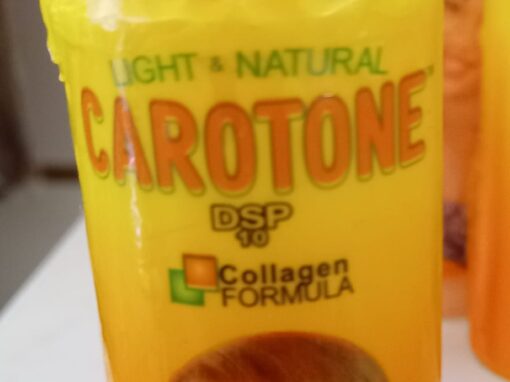 LIGHT & NATURAL
CAROTONE
DSP
10
Collagen
FORMULA